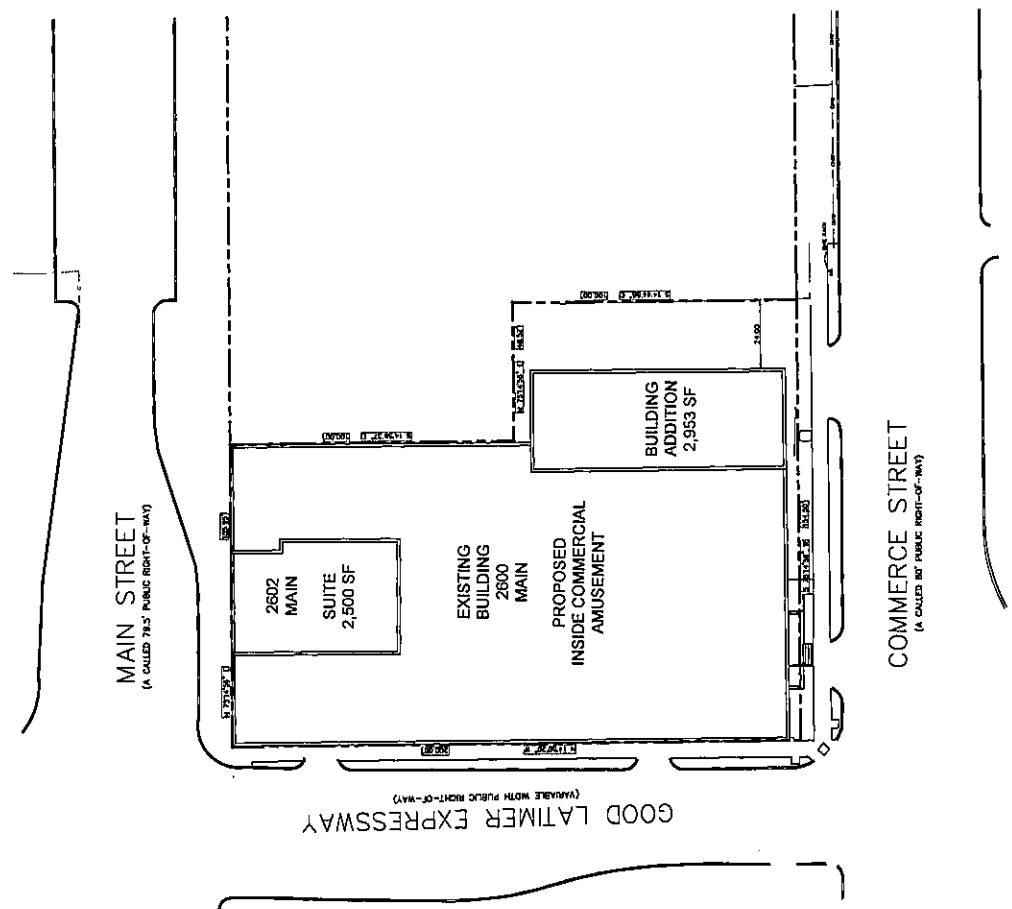 MAIN STREET
(A CALLED 79.5' PUBLIC RIGHT-OF-WAY)
2602
MAIN
SUITE
2,500 SF
EXISTING
BUILDING
2600
MAIN
PROPOSED
INSIDE COMMERCIAL
AMUSEMENT
BUILDING
ADDITION
2,953 SF
24.00
COMMERCE STREET
(A CALLED 80' PUBLIC RIGHT-OF-WAY)
GOOD LATIMER EXPRESSWAY
(VARIABLE WIDTH PUBLIC RIGHT-OF-WAY)